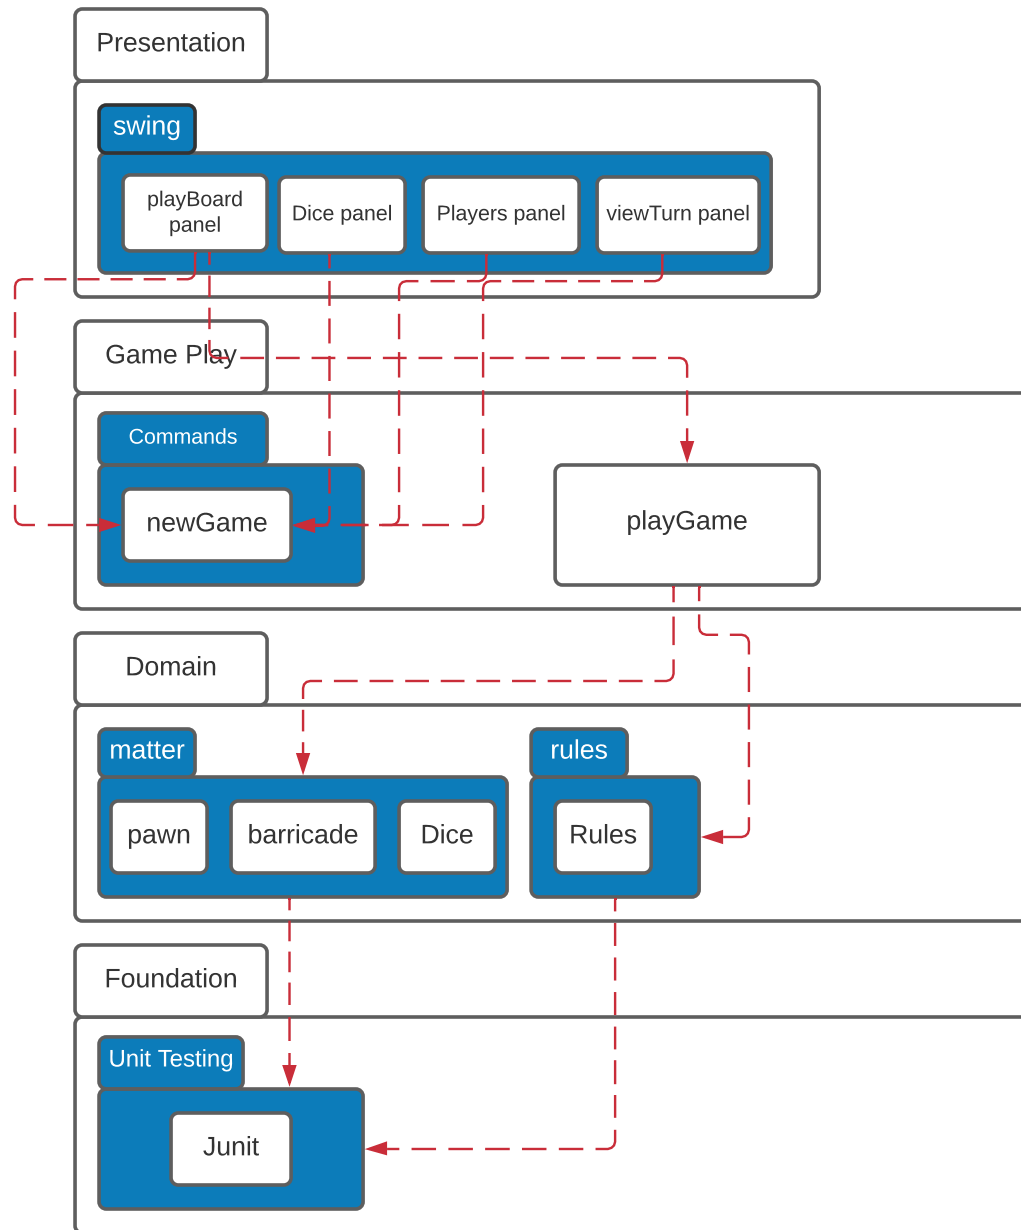 Presentation
swing
playBoard
panel
Dice panel
Players panel
viewTurn panel
Game Play
Commands
newGame
playGame
Domain
matter
rules
pawn
barricade
Dice
Rules
Foundation
Unit Testing
Junit